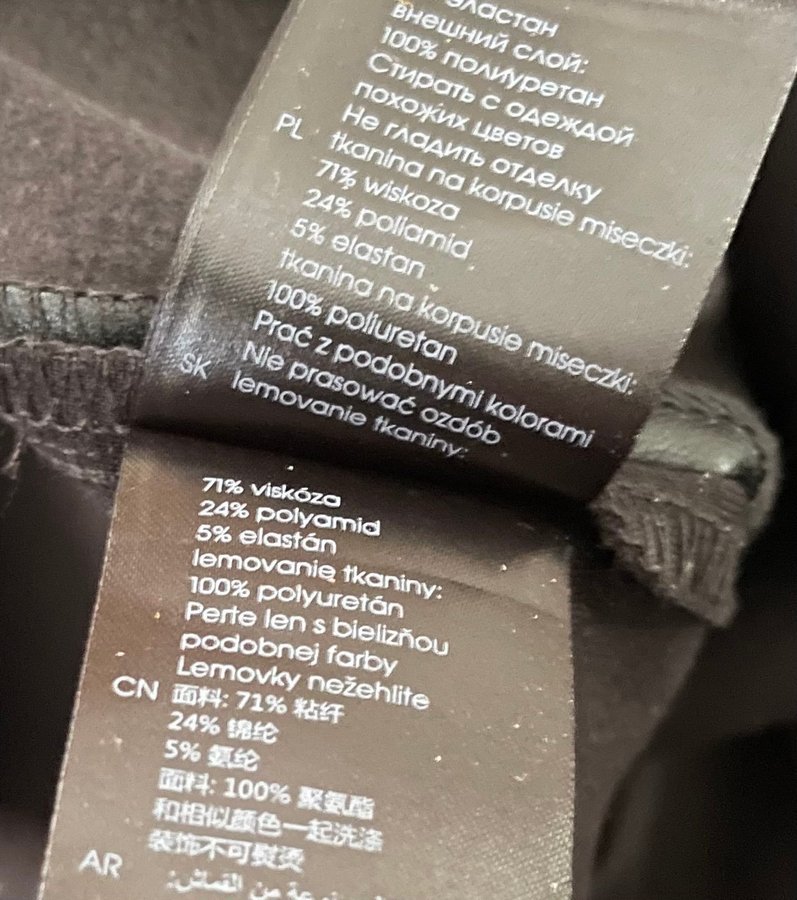 эластан
внешний слой:
100% полиуретан
Стирать с одеждой
похожих цветов
Не гладить отделку
PL tkanina na korpusie miseczki:
71% wiskoza
24% poliamid
5% elastan
tkanina na korpusie miseczki:
100% poliuretan
Prać z podobnymi kolorami
Nie prasować ozdób
SK lemovanie tkaniny:
71% viskóza
24% polyamid
5% elastán
lemovanie tkaniny:
100% polyuretán
Perte len s bielizňou
podobnej farby
Lemovky nežehlite
CN 面料: 71% 粘纤
24% 锦纶
5% 氨纶
面料: 100% 聚氨酯
和相似颜色一起洗涤
装饰不可熨烫
AR من القماش: